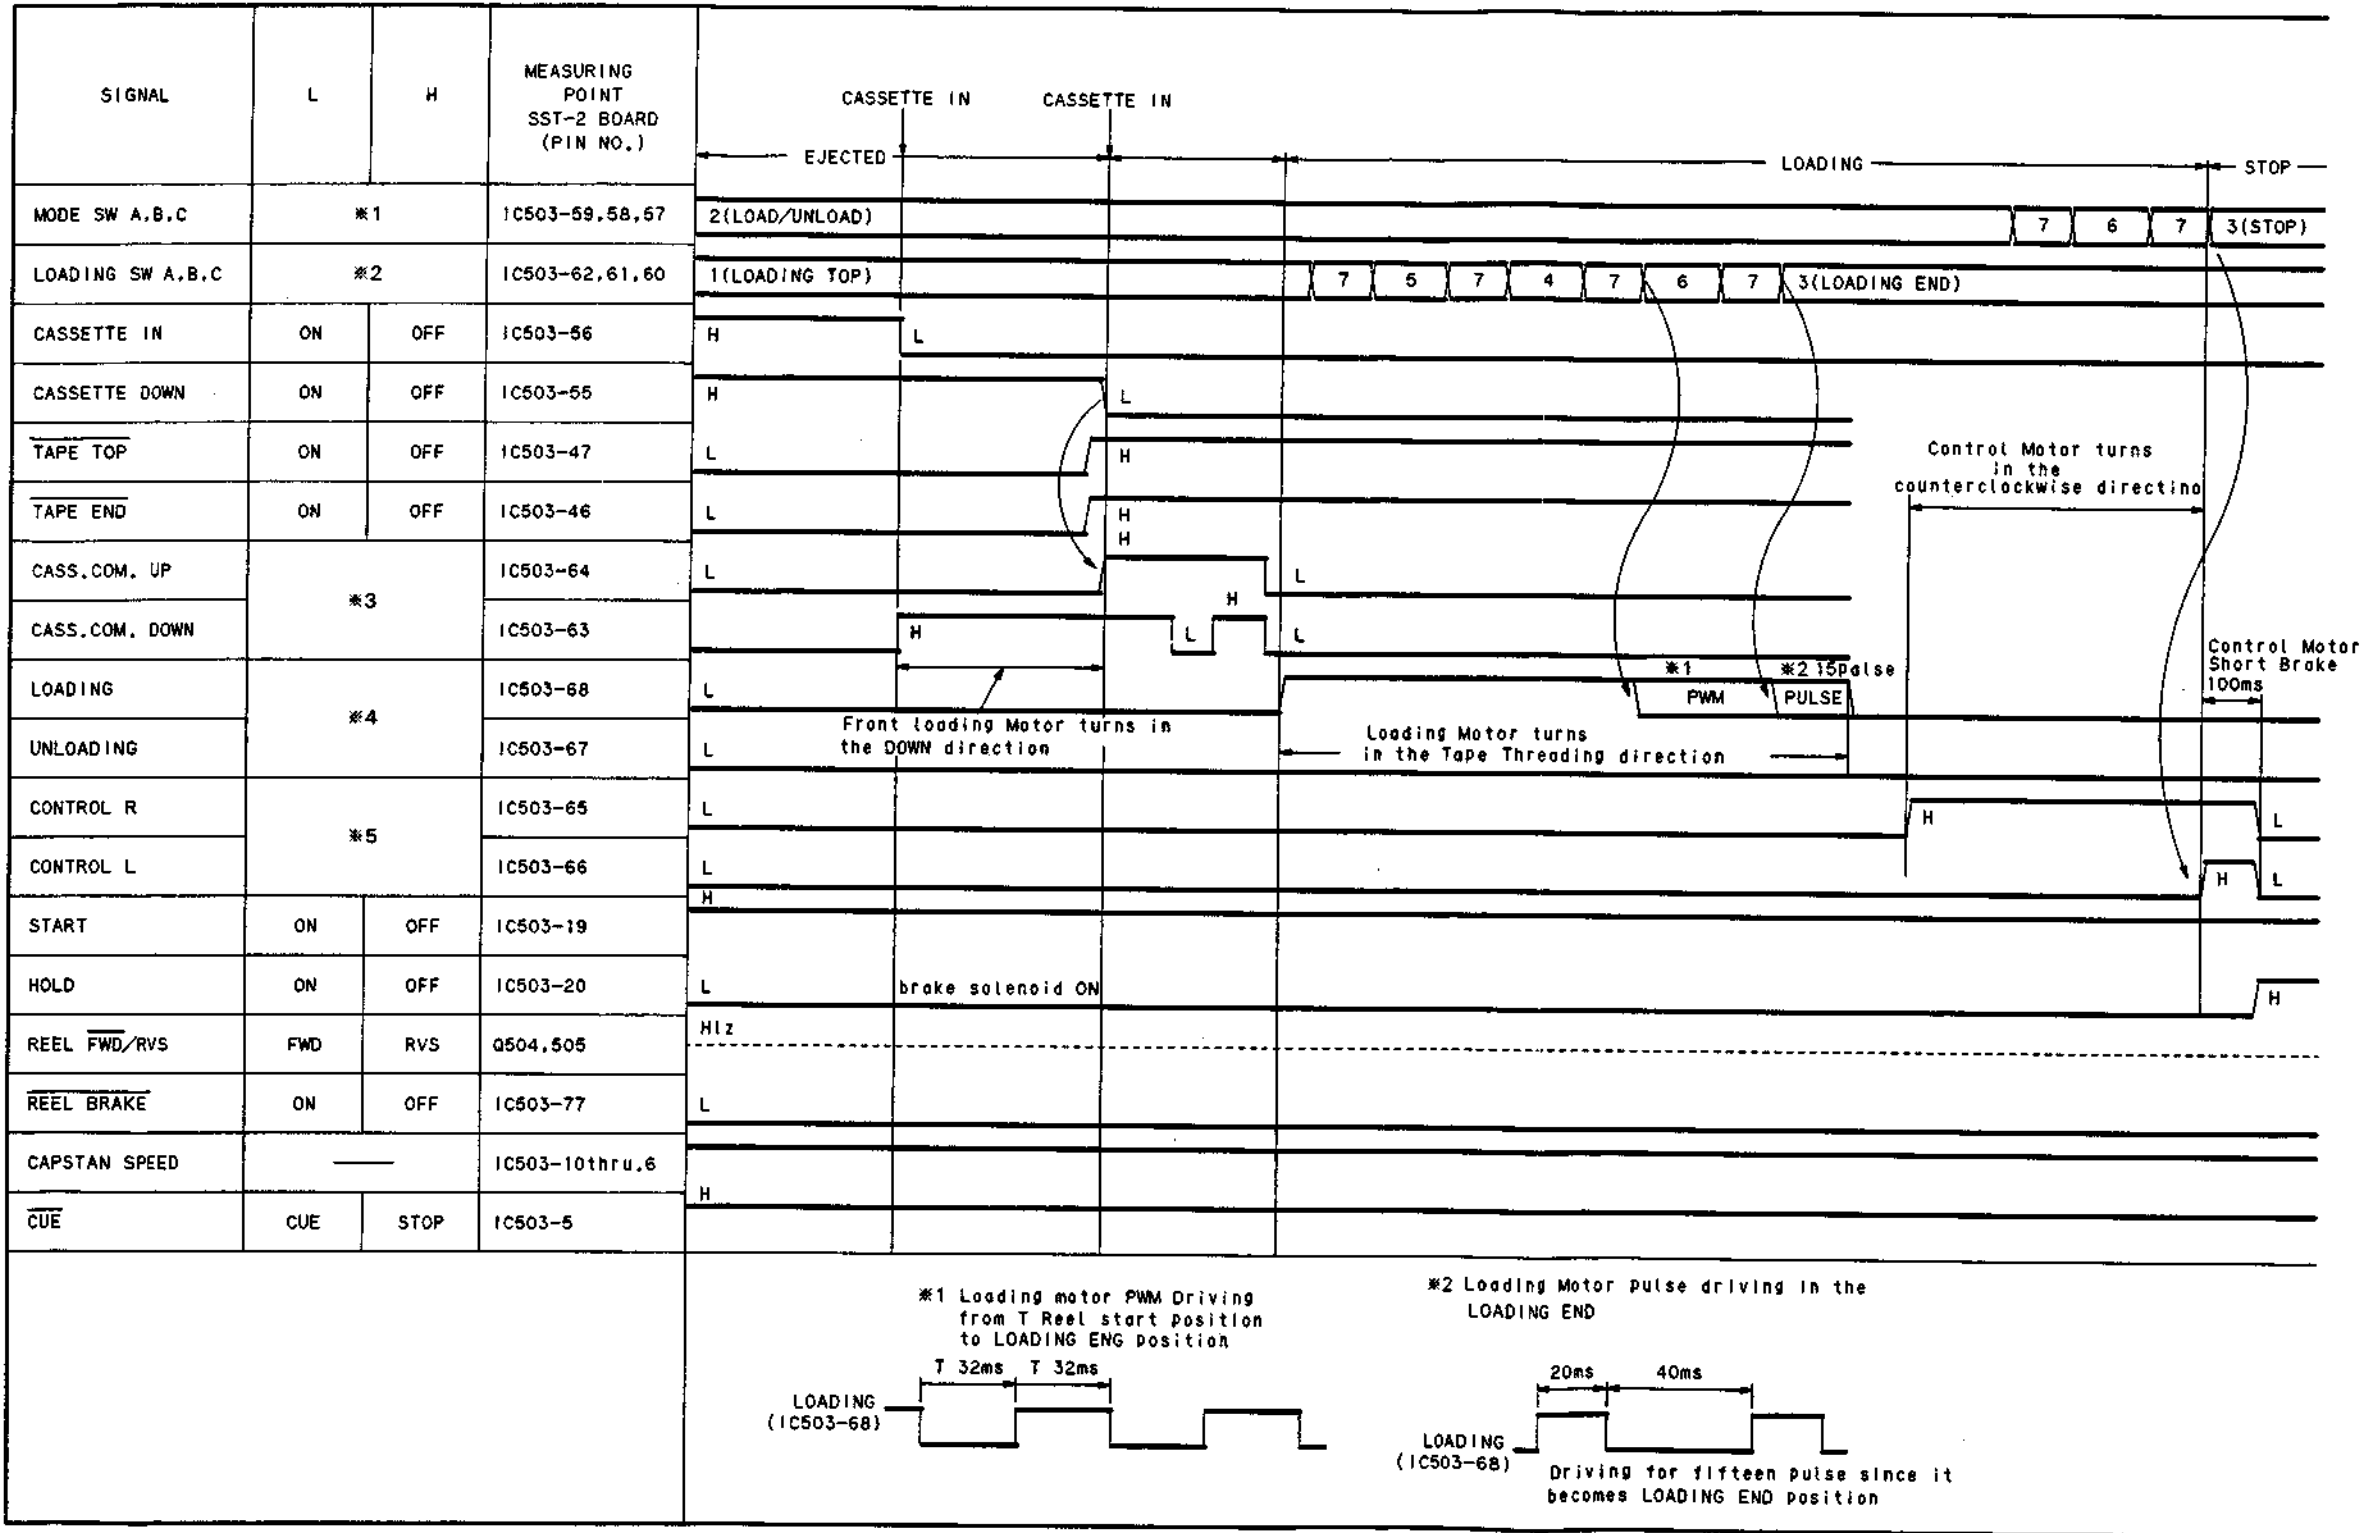 SIGNAL
L
H
MEASURING
POINT
SST-2 BOARD
(PIN NO.)
CASSETTE IN
CASSETTE IN
EJECTED
LOADING
STOP
MODE SW A.B.C
※1
IC503-59.58.57
2(LOAD/UNLOAD)
7
6
7
3(STOP)
LOADING SW A.B.C
※2
IC503-62.61.60
1(LOADING TOP)
7
5
7
4
7
6
7
3(LOADING END)
CASSETTE IN
ON
OFF
IC503-56
H
L
CASSETTE DOWN
ON
OFF
IC503-55
H
L
TAPE TOP
ON
OFF
IC503-47
L
H
Control Motor turns
in the
counterclockwise directino
TAPE END
ON
OFF
IC503-46
L
H
CASS.COM. UP
※3
IC503-64
L
H
L
CASS.COM. DOWN
IC503-63
H
L
H
L
Control Motor
Short Brake
100ms
LOADING
※4
IC503-68
L
※1
PWM
※2 15palse
PULSE
Front loading Motor turns in
the DOWN direction
Loading Motor turns
in the Tape Threading direction
UNLOADING
IC503-67
L
CONTROL R
※5
IC503-65
L
H
L
CONTROL L
IC503-66
L
H
L
START
ON
OFF
IC503-19
H
HOLD
ON
OFF
IC503-20
L
brake solenoid ON
H
REEL FWD/RVS
FWD
RVS
Q504.505
HIz
REEL BRAKE
ON
OFF
IC503-77
L
CAPSTAN SPEED
IC503-10thru.6
CUE
CUE
STOP
IC503-5
H
※1 Loading motor PWM Driving
from T Reel start position
to LOADING ENG position
T 32ms T 32ms
LOADING
(IC503-68)
※2 Loading Motor pulse driving in the
LOADING END
20ms
40ms
LOADING
(IC503-68)
Driving for fifteen pulse since it
becomes LOADING END position